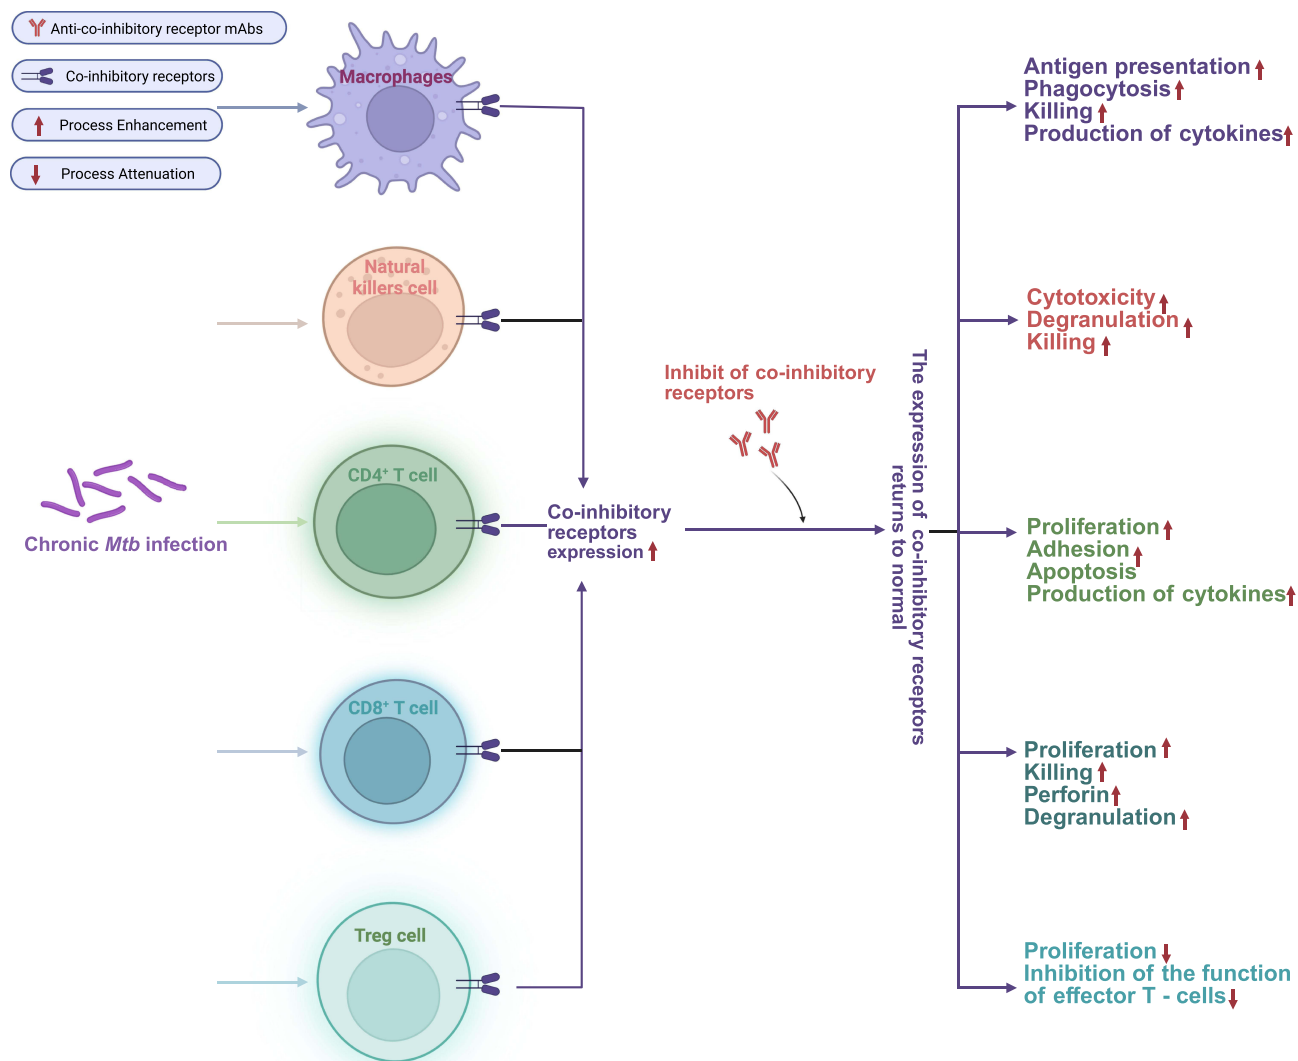 Anti-co-inhibitory receptor mAbs
Co-inhibitory receptors
Process Enhancement
Process Attenuation
Macrophages
Natural
killers cell
CD4⁺ T cell
CD8⁺ T cell
Treg cell
Chronic Mtb infection
Co-inhibitory
receptors
expression
Inhibit of co-inhibitory
receptors
The expression of co-inhibitory receptors
returns to normal
Antigen presentation
Phagocytosis
Killing
Production of cytokines
Cytotoxicity
Degranulation
Killing
Proliferation
Adhesion
Apoptosis
Production of cytokines
Proliferation
Killing
Perforin
Degranulation
Proliferation
Inhibition of the function
of effector T - cells